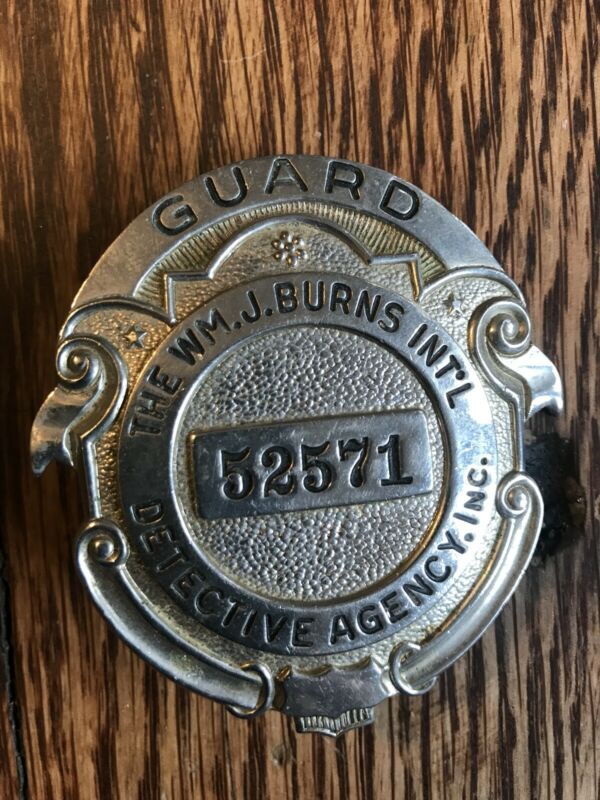 GUARD
THE WM. J. BURNS INT'L
52571
DETECTIVE AGENCY. INC.